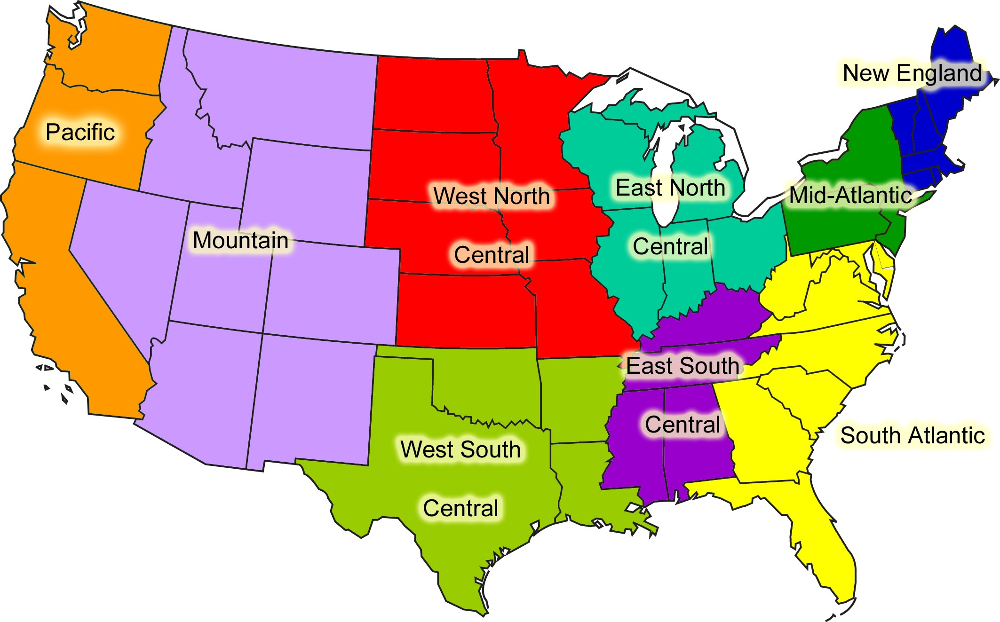 New England
Pacific
West North
Central
East North
Central
Mid-Atlantic
Mountain
East South
Central
South Atlantic
West South
Central